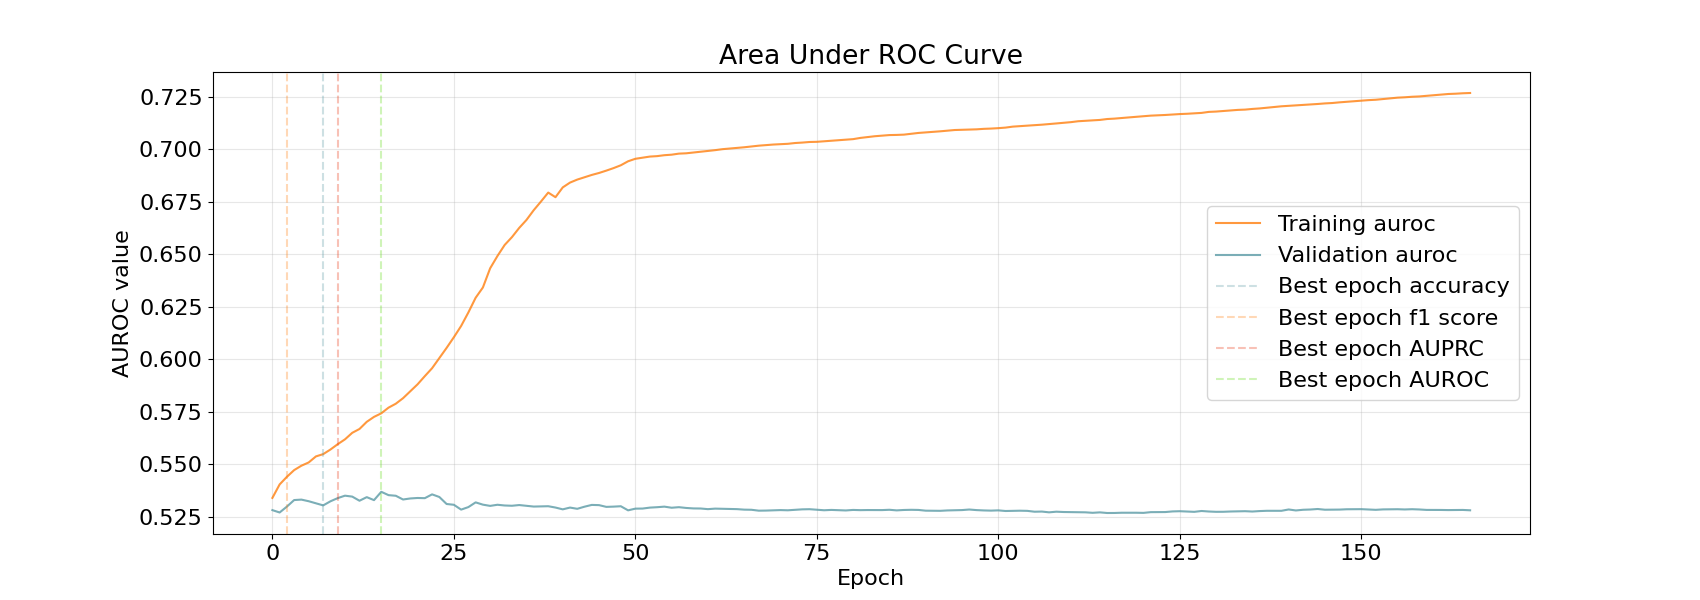 Area Under ROC Curve
AUROC value
0.725
0.700
0.675
0.650
0.625
0.600
0.575
0.550
0.525
Training auroc
Validation auroc
Best epoch accuracy
Best epoch f1 score
Best epoch AUPRC
Best epoch AUROC
0 25 50 75 100 125 150
Epoch